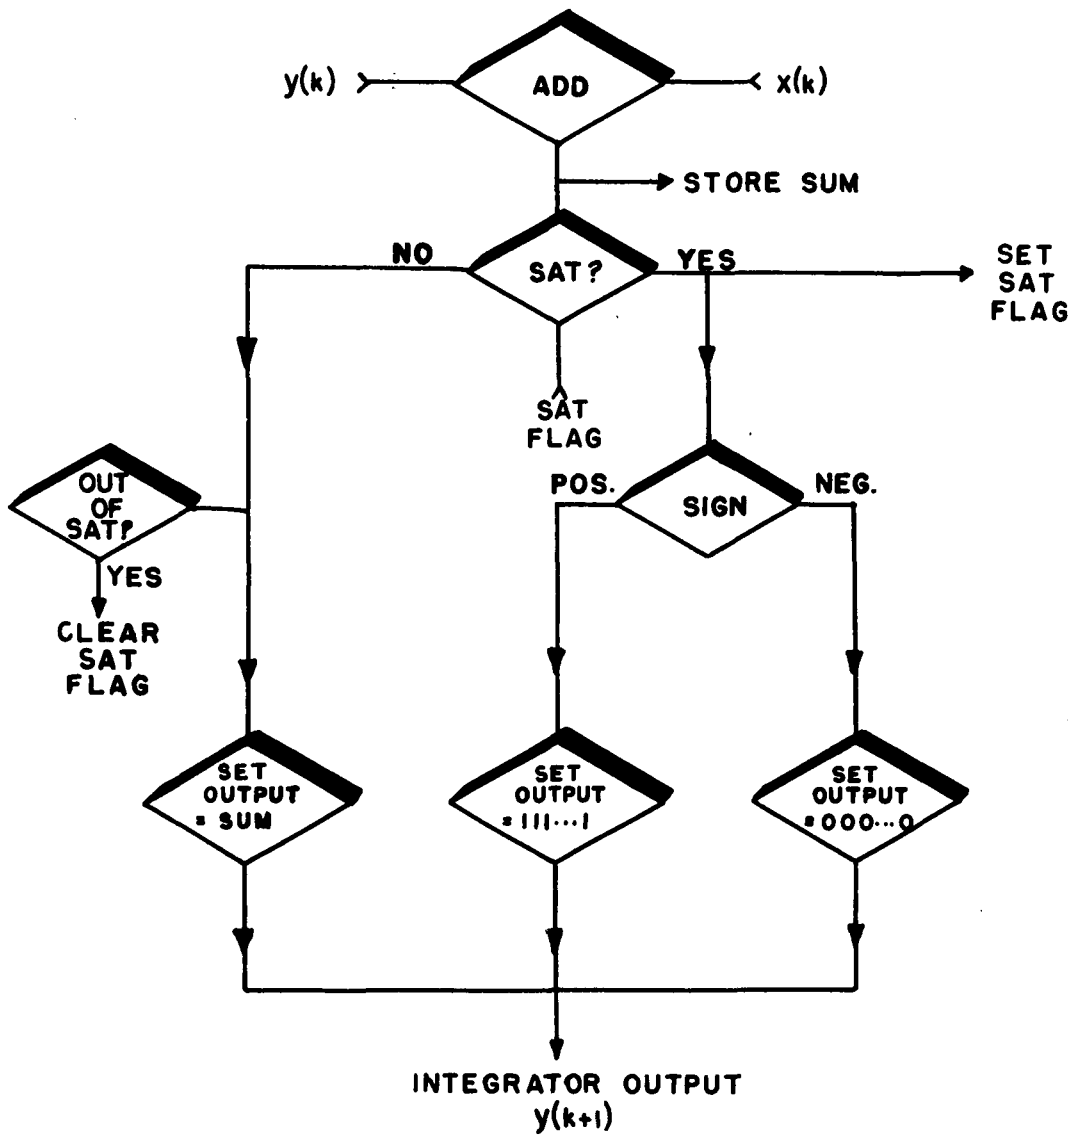 y(k)
ADD
x(k)
STORE SUM
NO
SAT?
YES
SET
SAT
FLAG
SAT
FLAG
OUT
OF
SAT?
YES
CLEAR
SAT
FLAG
POS.
SIGN
NEG.
SET
OUTPUT
= SUM
SET
OUTPUT
= 111...1
SET
OUTPUT
= 000...0
INTEGRATOR OUTPUT
y(k+1)